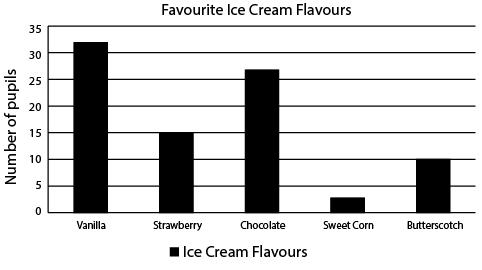 Favourite Ice Cream Flavours
Number of pupils
35
30
25
20
15
10
5
0
Vanilla Strawberry Chocolate Sweet Corn Butterscotch
Ice Cream Flavours